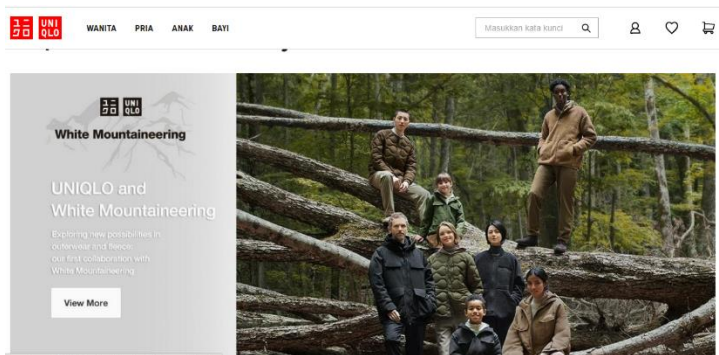 ユニ UNI
クロ QLO
WANITA PRIA ANAK BAYI
Masukkan kata kunci
ユニ UNI
クロ QLO
White Mountaineering
UNIQLO and
White Mountaineering
Exploring new possibilities in
outerwear and fleece:
our first collaboration with
White Mountaineering
View More